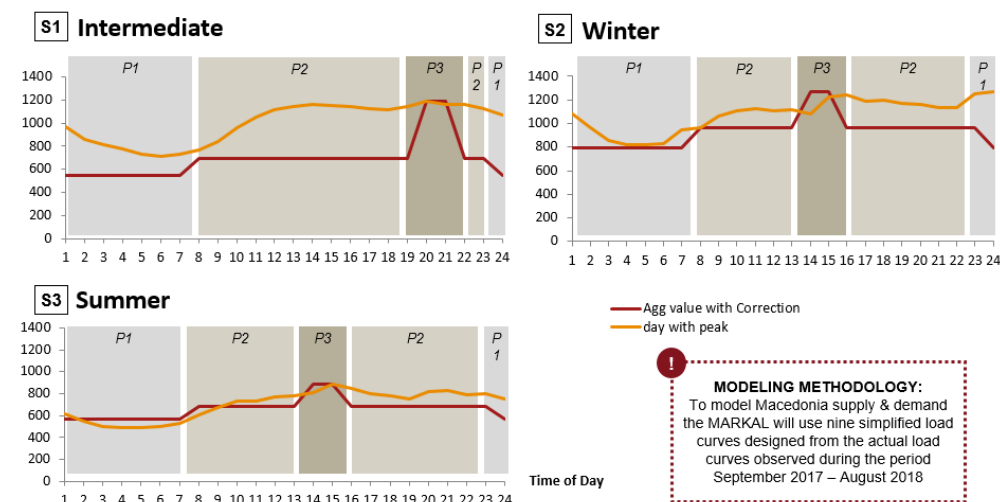 S1 Intermediate
P1 P2 P3 P 2 P 1
1400
1200
1000
800
600
400
200
0
1 2 3 4 5 6 7 8 9 10 11 12 13 14 15 16 17 18 19 20 21 22 23 24
S2 Winter
P1 P2 P3 P2 P 1
1400
1200
1000
800
600
400
200
0
1 2 3 4 5 6 7 8 9 10 11 12 13 14 15 16 17 18 19 20 21 22 23 24
S3 Summer
P1 P2 P3 P2 P 1
1400
1200
1000
800
600
400
200
0
1 2 3 4 5 6 7 8 9 10 11 12 13 14 15 16 17 18 19 20 21 22 23 24
Agg value with Correction
day with peak
!
MODELING METHODOLOGY:
To model Macedonia supply & demand
the MARKAL will use nine simplified load
curves designed from the actual load
curves observed during the period
September 2017 – August 2018
Time of Day